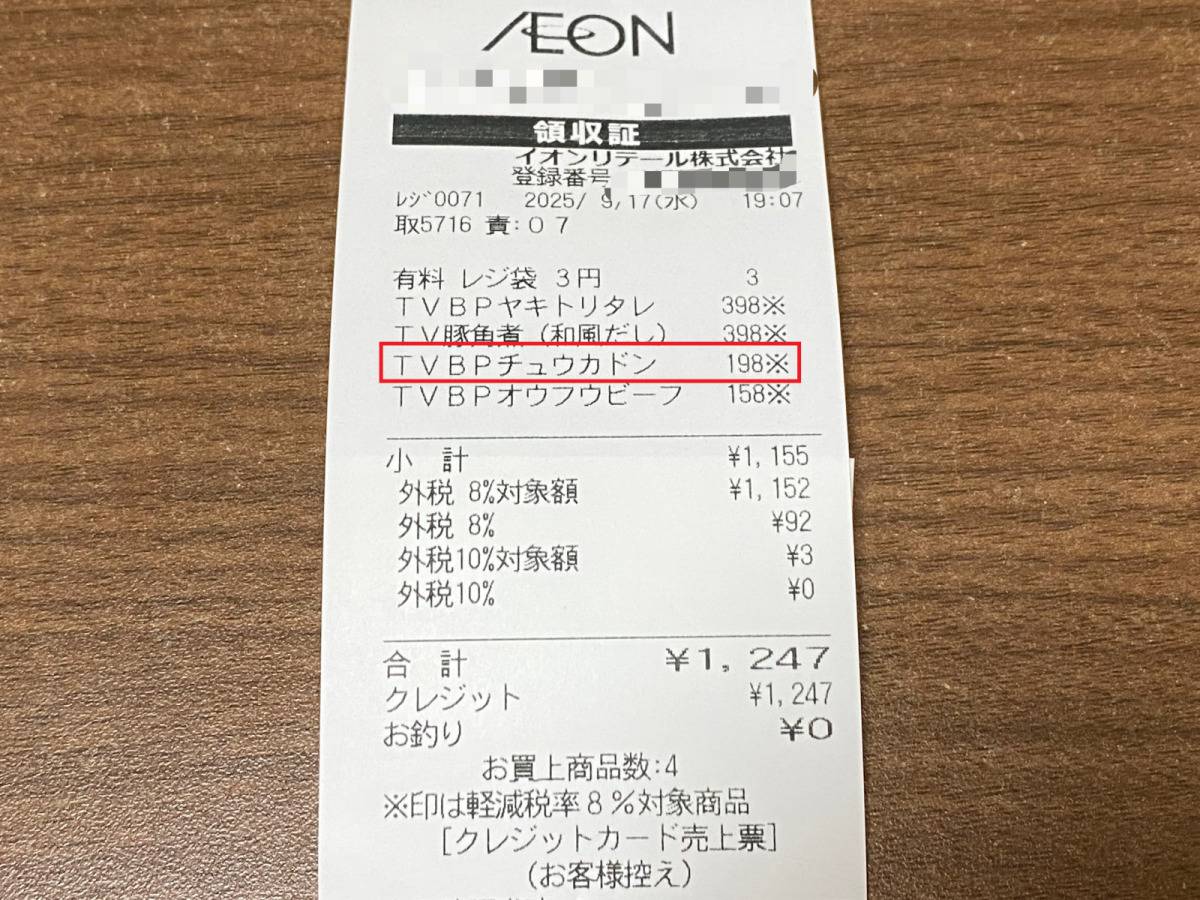 ÆON
領収証
イオンリテール株式会社
登録番号
ﾚｼﾞ0071 2025/ 9/17(水) 19:07
取5716 責:07
有料 レジ袋 3円 3
TVBPヤキトリタレ 398※
TV豚角煮(和風だし) 398※
TVBPチュウカドン 198※
TVBPオウフウビーフ 158※
小 計 ¥1,155
外税 8%対象額 ¥1,152
外税 8% ¥92
外税10%対象額 ¥3
外税10% ¥0
合 計 ¥1,247
クレジット ¥1,247
お釣り ¥0
お買上商品数:4
※印は軽減税率8%対象商品
[クレジットカード売上票]
(お客様控え)